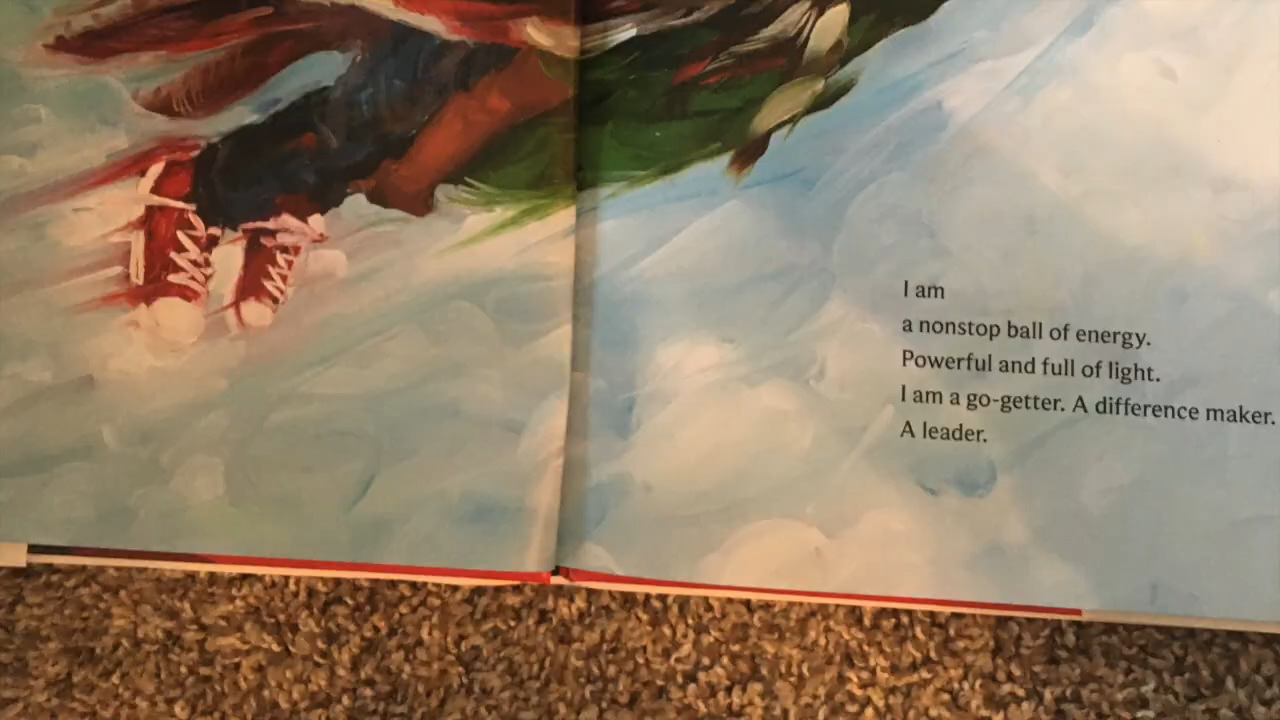 I am
a nonstop ball of energy.
Powerful and full of light.
I am a go-getter. A difference maker.
A leader.